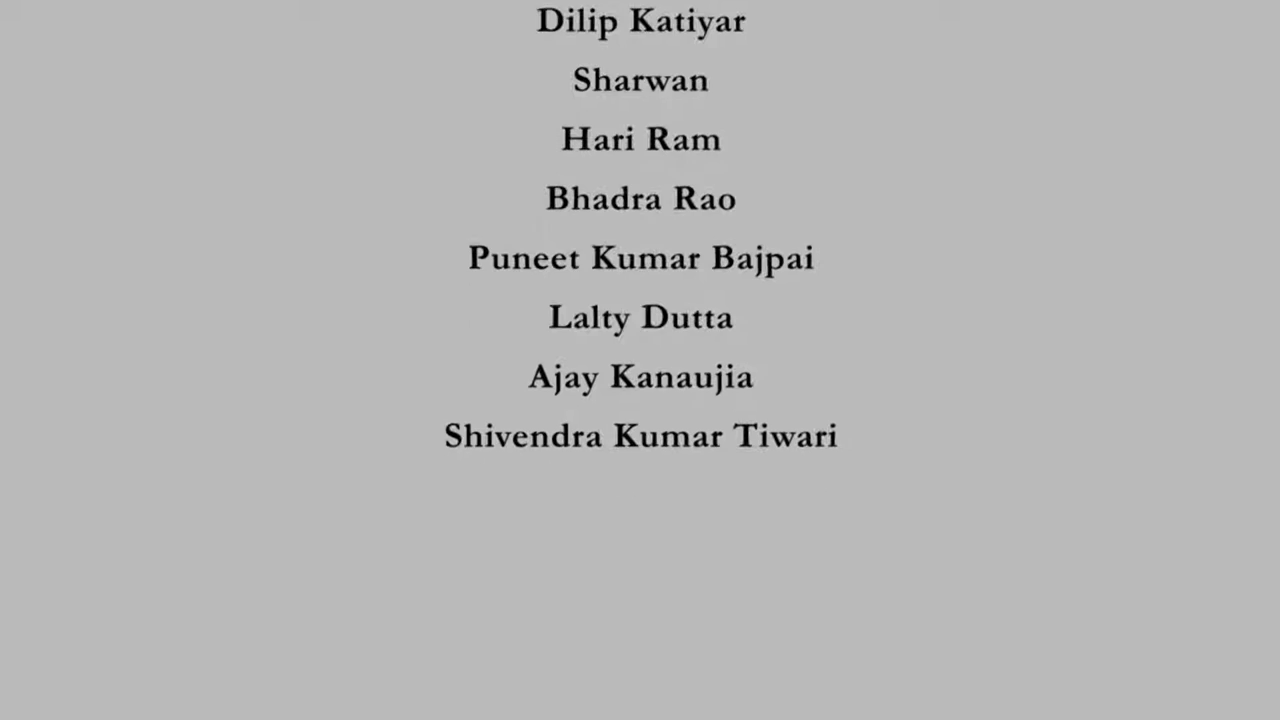 Dilip Katiyar
Sharwan
Hari Ram
Bhadra Rao
Puneet Kumar Bajpai
Lalty Dutta
Ajay Kanaujia
Shivendra Kumar Tiwari